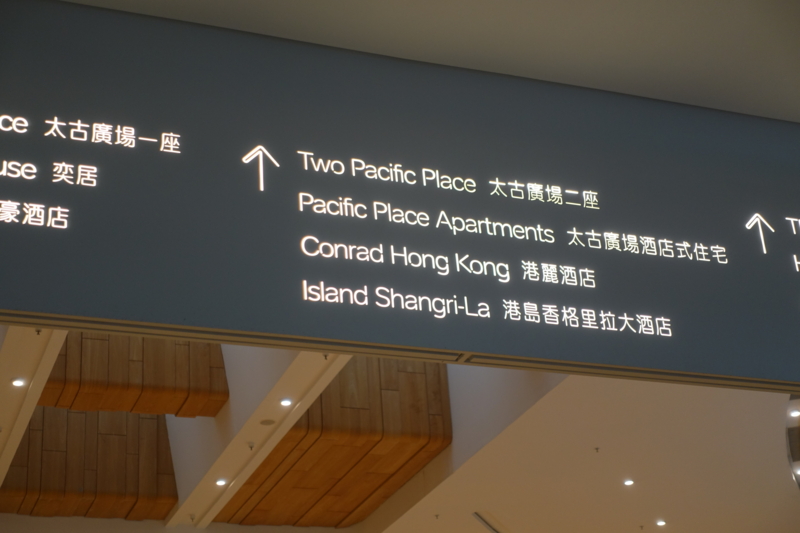 ce 太古廣場一座
use 奕居
豪酒店
Two Pacific Place 太古廣場二座
Pacific Place Apartments 太古廣場酒店式住宅
Conrad Hong Kong 港麗酒店
Island Shangri-La 港島香格里拉大酒店